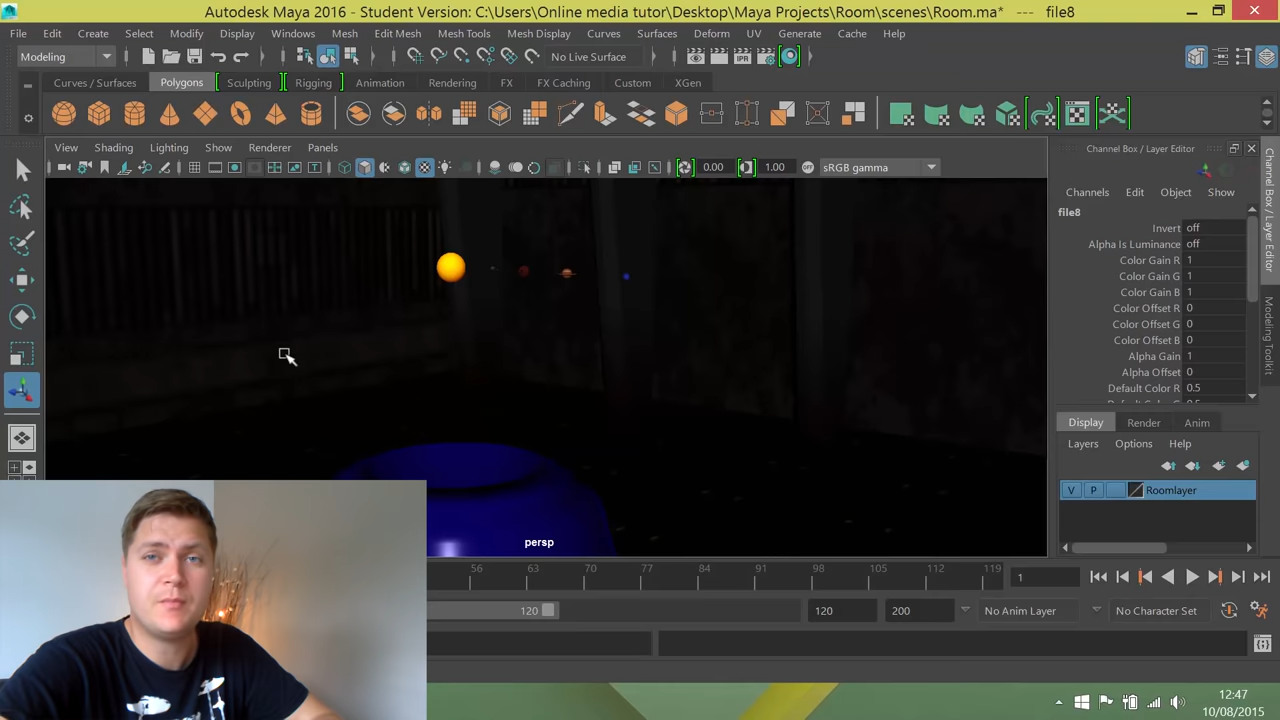 Autodesk Maya 2016 - Student Version: C:\Users\Online media tutor\Desktop\Maya Projects\Room\scenes\Room.ma* --- file8
File Edit Create Select Modify Display Windows Mesh Edit Mesh Mesh Tools Mesh Display Curves Surfaces Deform UV Generate Cache Help
Modeling No Live Surface IPR
Curves / Surfaces Polygons Sculpting Rigging Animation Rendering FX FX Caching Custom XGen
View Shading Lighting Show Renderer Panels
0.00 1.00 sRGB gamma
persp
Channel Box / Layer Editor
Channels Edit Object Show
file8
Invert off
Alpha Is Luminance off
Color Gain R 1
Color Gain G 1
Color Gain B 1
Color Offset R 0
Color Offset G 0
Color Offset B 0
Alpha Gain 1
Alpha Offset 0
Default Color R 0.5
Display Render Anim
Layers Options Help
V P Roomlayer
Channel Box / Layer Editor
Modeling Toolkit
56 63 70 77 84 91 98 105 112 119 1
120 120 200 No Anim Layer No Character Set
12:47
10/08/2015